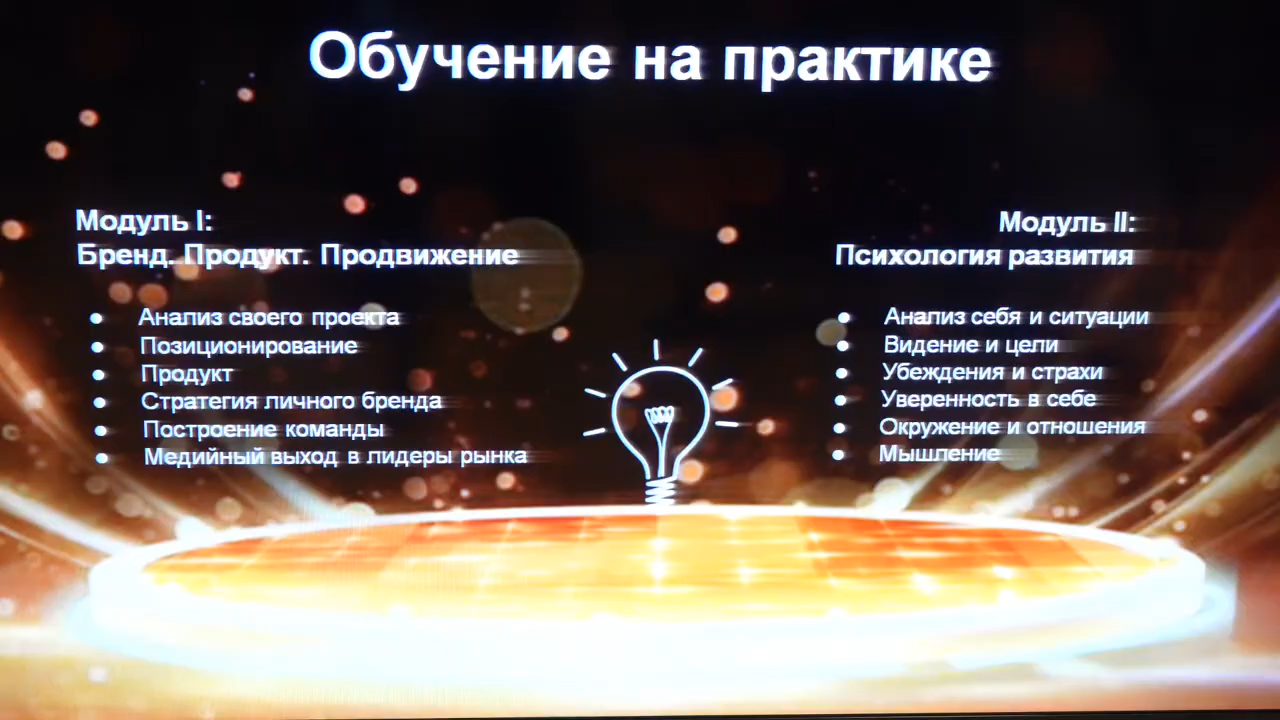 Обучение на практике
Модуль I:
Бренд. Продукт. Продвижение
• Анализ своего проекта
• Позиционирование
• Продукт
• Стратегия личного бренда
• Построение команды
• Медийный выход в лидеры рынка
Модуль II:
Психология развития
• Анализ себя и ситуации
• Видение и цели
• Убеждения и страхи
• Уверенность в себе
• Окружение и отношения
• Мышление